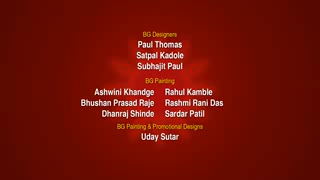 BG Designers
Paul Thomas
Satpal Kadole
Subhajit Paul
BG Painting
Ashwini Khandge Rahul Kamble
Bhushan Prasad Raje Rashmi Rani Das
Dhanraj Shinde Sardar Patil
BG Painting & Promotional Designs
Uday Sutar